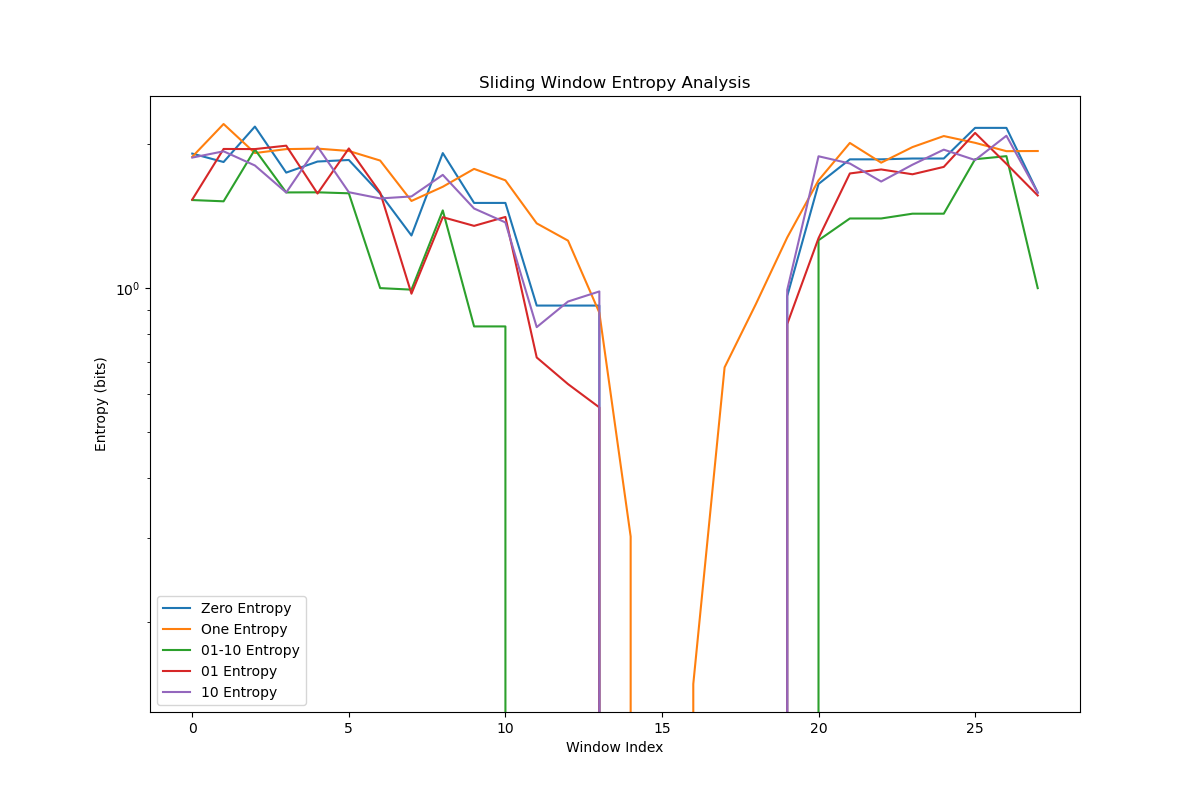 Sliding Window Entropy Analysis
Entropy (bits)
10⁰
Zero Entropy
One Entropy
01-10 Entropy
01 Entropy
10 Entropy
0 5 10 15 20 25
Window Index